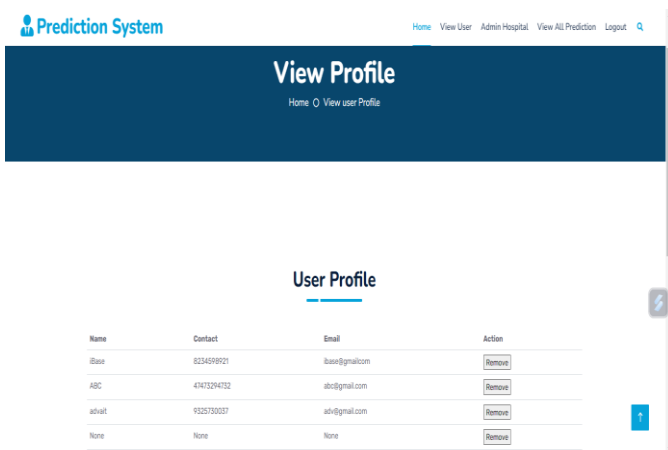 Prediction System
Home View User Admin Hospital View All Prediction Logout
View Profile
Home O View user Profile
User Profile
Name Contact Email Action
iBase 8234598921 ibase@gmailcom Remove
ABC 47473294732 abc@gmail.com Remove
advait 9325730037 adv@gmail.com Remove
None None None Remove